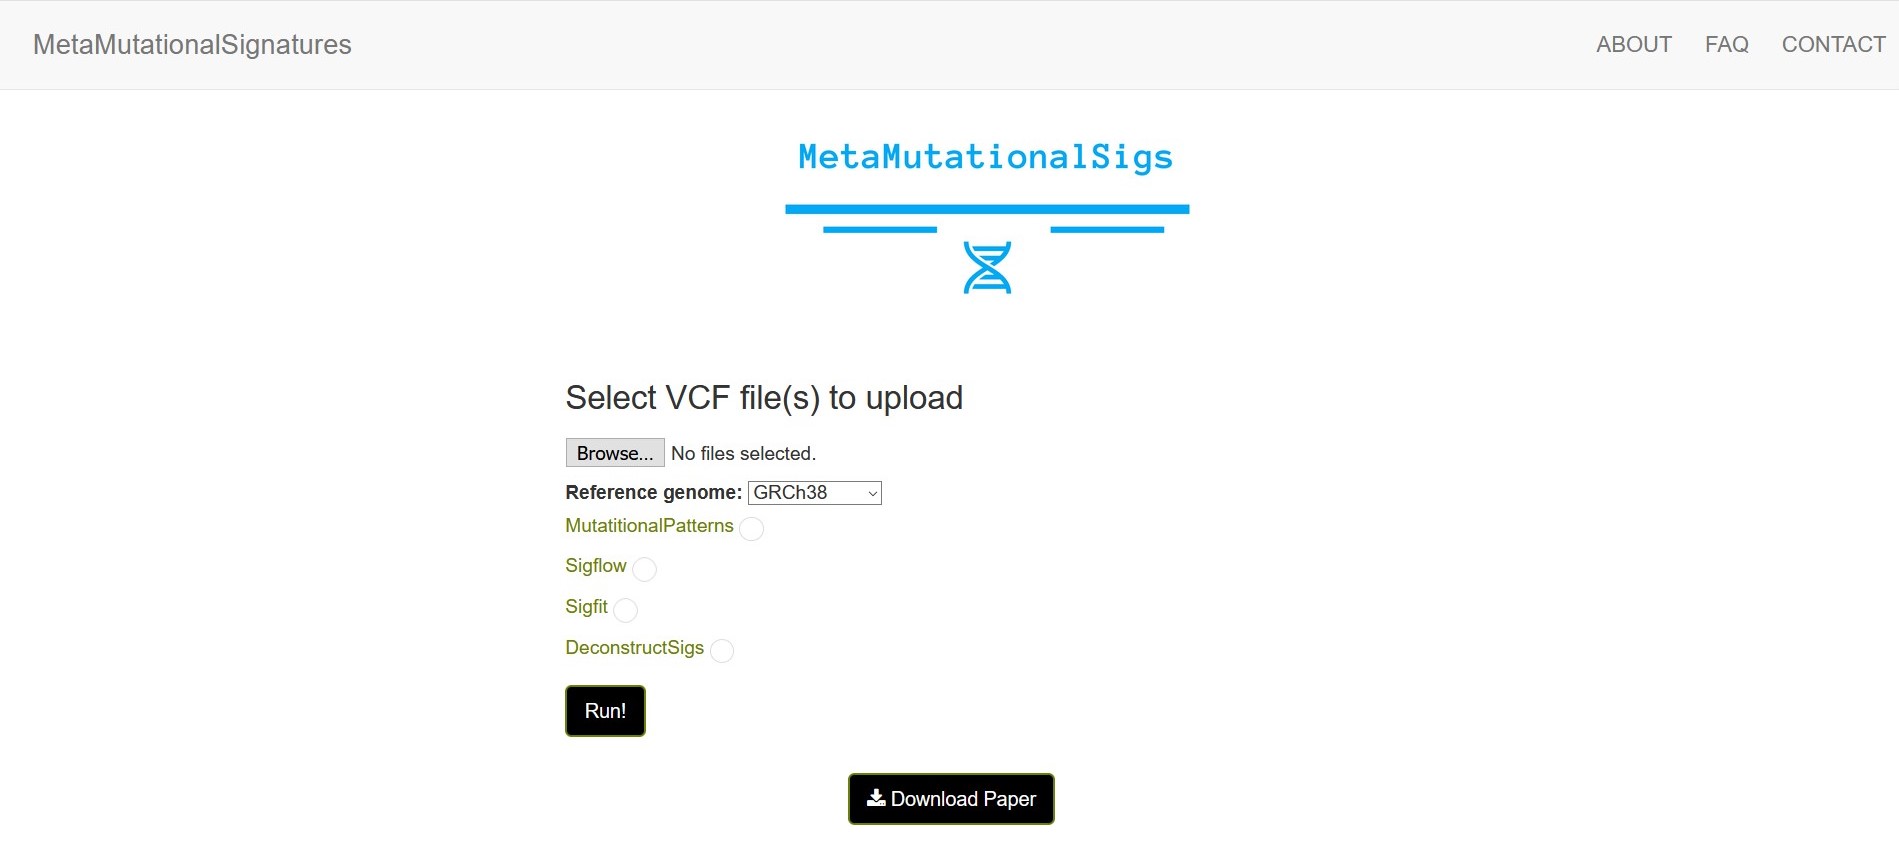 MetaMutationalSignatures ABOUT FAQ CONTACT
MetaMutationalSigs
Select VCF file(s) to upload
Browse... No files selected.
Reference genome: GRCh38
MutatitionalPatterns
Sigflow
Sigfit
DeconstructSigs
Run!
Download Paper